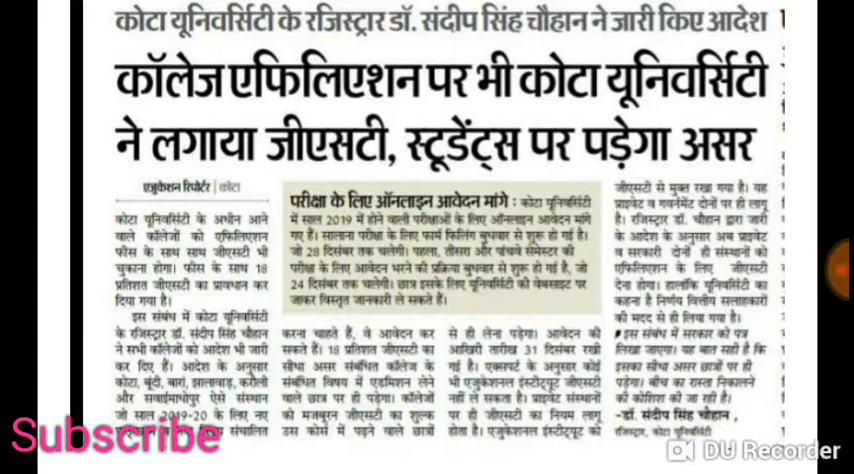 कोटा यूनिवर्सिटी के रजिस्ट्रार डॉ. संदीप सिंह चौहान ने जारी किए आदेश
कॉलेज एफिलिएशन पर भी कोटा यूनिवर्सिटी
ने लगाया जीएसटी, स्टूडेंट्स पर पड़ेगा असर
एजुकेशन रिपोर्टर | कोटा
कोटा यूनिवर्सिटी के अधीन आने
वाले कॉलेजों को एफिलिएशन
फीस के साथ साथ जीएसटी भी
चुकाना होगा। फीस के साथ 18
प्रतिशत जीएसटी का प्रावधान कर
दिया गया है।
इस संबंध में कोटा यूनिवर्सिटी
के रजिस्ट्रार डॉ. संदीप सिंह चौहान
ने सभी कॉलेजों को आदेश भी जारी
कर दिए हैं। आदेश के अनुसार
कोटा, बूंदी, बारां, झालावाड़, करौली
और सवाईमाधोपुर ऐसे संस्थान
जो साल 2019-20 के लिए नए
संचालित
परीक्षा के लिए ऑनलाइन आवेदन मांगे : कोटा यूनिवर्सिटी
में साल 2019 में होने वाली परीक्षाओं के लिए ऑनलाइन आवेदन मांगे
गए हैं। सालाना परीक्षा के लिए फार्म फिलिंग बुधवार से शुरू हो गई है।
जो 28 दिसंबर तक चलेगी। पहला, तीसरा और पांचवे सेमेस्टर की
परीक्षा के लिए आवेदन भरने की प्रक्रिया बुधवार से शुरू हो गई है, जो
24 दिसंबर तक चलेगी। छात्र इसके लिए यूनिवर्सिटी की वेबसाइट पर
जाकर विस्तृत जानकारी ले सकते हैं।
करना चाहते हैं, वे आवेदन कर
सकते हैं। 18 प्रतिशत जीएसटी का
सीधा असर संबंधित कॉलेज के
संबंधित विषय में एडमिशन लेने
वाले छात्र पर ही पड़ेगा। कॉलेजों
को मजबूरन जीएसटी का शुल्क
उस कोर्स में पढ़ने वाले छात्रों
से ही लेना पड़ेगा। आवेदन की
आखिरी तारीख 31 दिसंबर रखी
गई है। एक्सपर्ट के अनुसार कोई
भी एजुकेशनल इंस्टीट्यूट जीएसटी
नहीं ले सकता है। प्राइवेट संस्थानों
पर ही जीएसटी का नियम लागू
होता है। एजुकेशनल इंस्टीट्यूट को
जीएसटी से मुक्त रखा गया है। यह
प्राइवेट व गवर्नमेंट दोनों पर ही लागू
है। रजिस्ट्रार डॉ. चौहान द्वारा जारी
के आदेश के अनुसार अब प्राइवेट
व सरकारी दोनों ही संस्थानों को
एफिलिएशन के लिए जीएसटी
देना होगा। हालांकि यूनिवर्सिटी का
कहना है निर्णय वित्तीय सलाहकारों
की मदद से ही लिया गया है।
•इस संबंध में सरकार को पत्र
लिखा जाएगा। यह बात सही है कि
इसका सीधा असर छात्रों पर ही
पड़ेगा। बीच का रास्ता निकालने
की कोशिश की जा रही है।
-डॉ. संदीप सिंह चौहान,
रजिस्ट्रार, कोटा यूनिवर्सिटी
Subscribe
DU Recorder